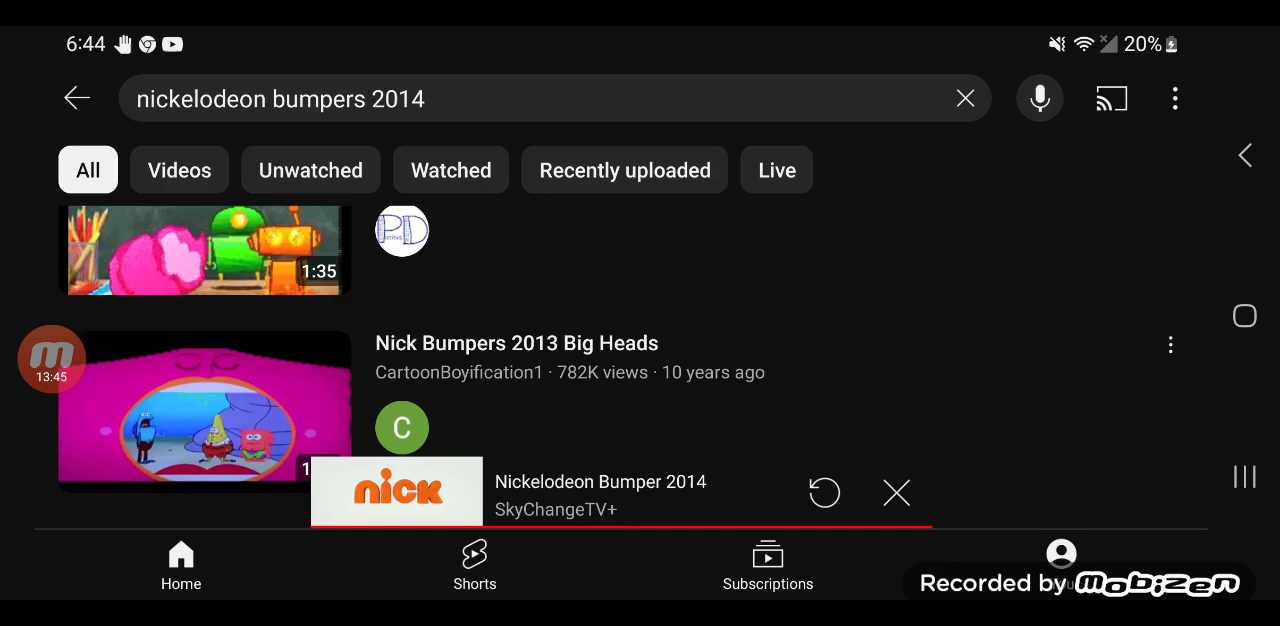 6:44
20%
nickelodeon bumpers 2014
All Videos Unwatched Watched Recently uploaded Live
PD
1:35
13:45
Nick Bumpers 2013 Big Heads
CartoonBoyification1 · 782K views · 10 years ago
C
nick
Nickelodeon Bumper 2014
SkyChangeTV+
Home Shorts Subscriptions
Recorded by mobizen